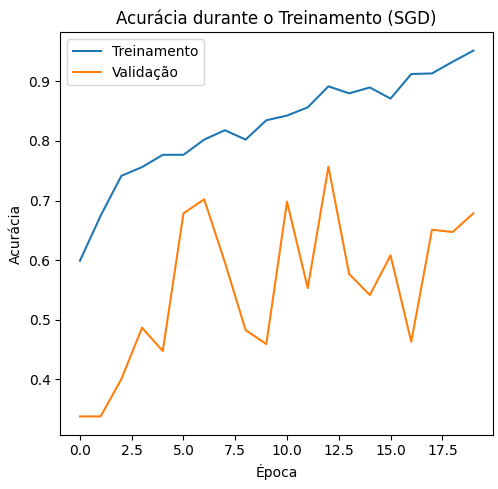 Acurácia durante o Treinamento (SGD)
Treinamento
Validação
Acurácia
0.9
0.8
0.7
0.6
0.5
0.4
0.0 2.5 5.0 7.5 10.0 12.5 15.0 17.5
Época